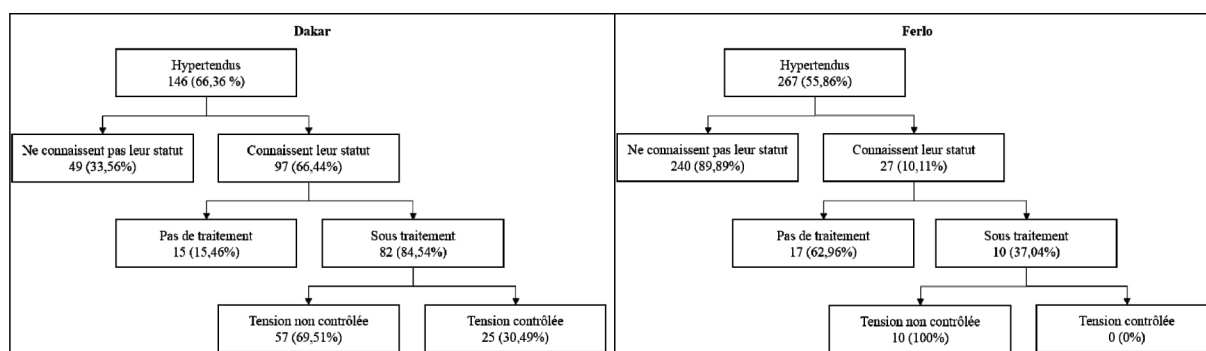 Dakar
Hypertendus
146 (66,36 %)
Ne connaissent pas leur statut
49 (33,56%)
Connaissent leur statut
97 (66,44%)
Pas de traitement
15 (15,46%)
Sous traitement
82 (84,54%)
Tension non contrôlée
57 (69,51%)
Tension contrôlée
25 (30,49%)
Ferlo
Hypertendus
267 (55,86%)
Ne connaissent pas leur statut
240 (89,89%)
Connaissent leur statut
27 (10,11%)
Pas de traitement
17 (62,96%)
Sous traitement
10 (37,04%)
Tension non contrôlée
10 (100%)
Tension contrôlée
0 (0%)